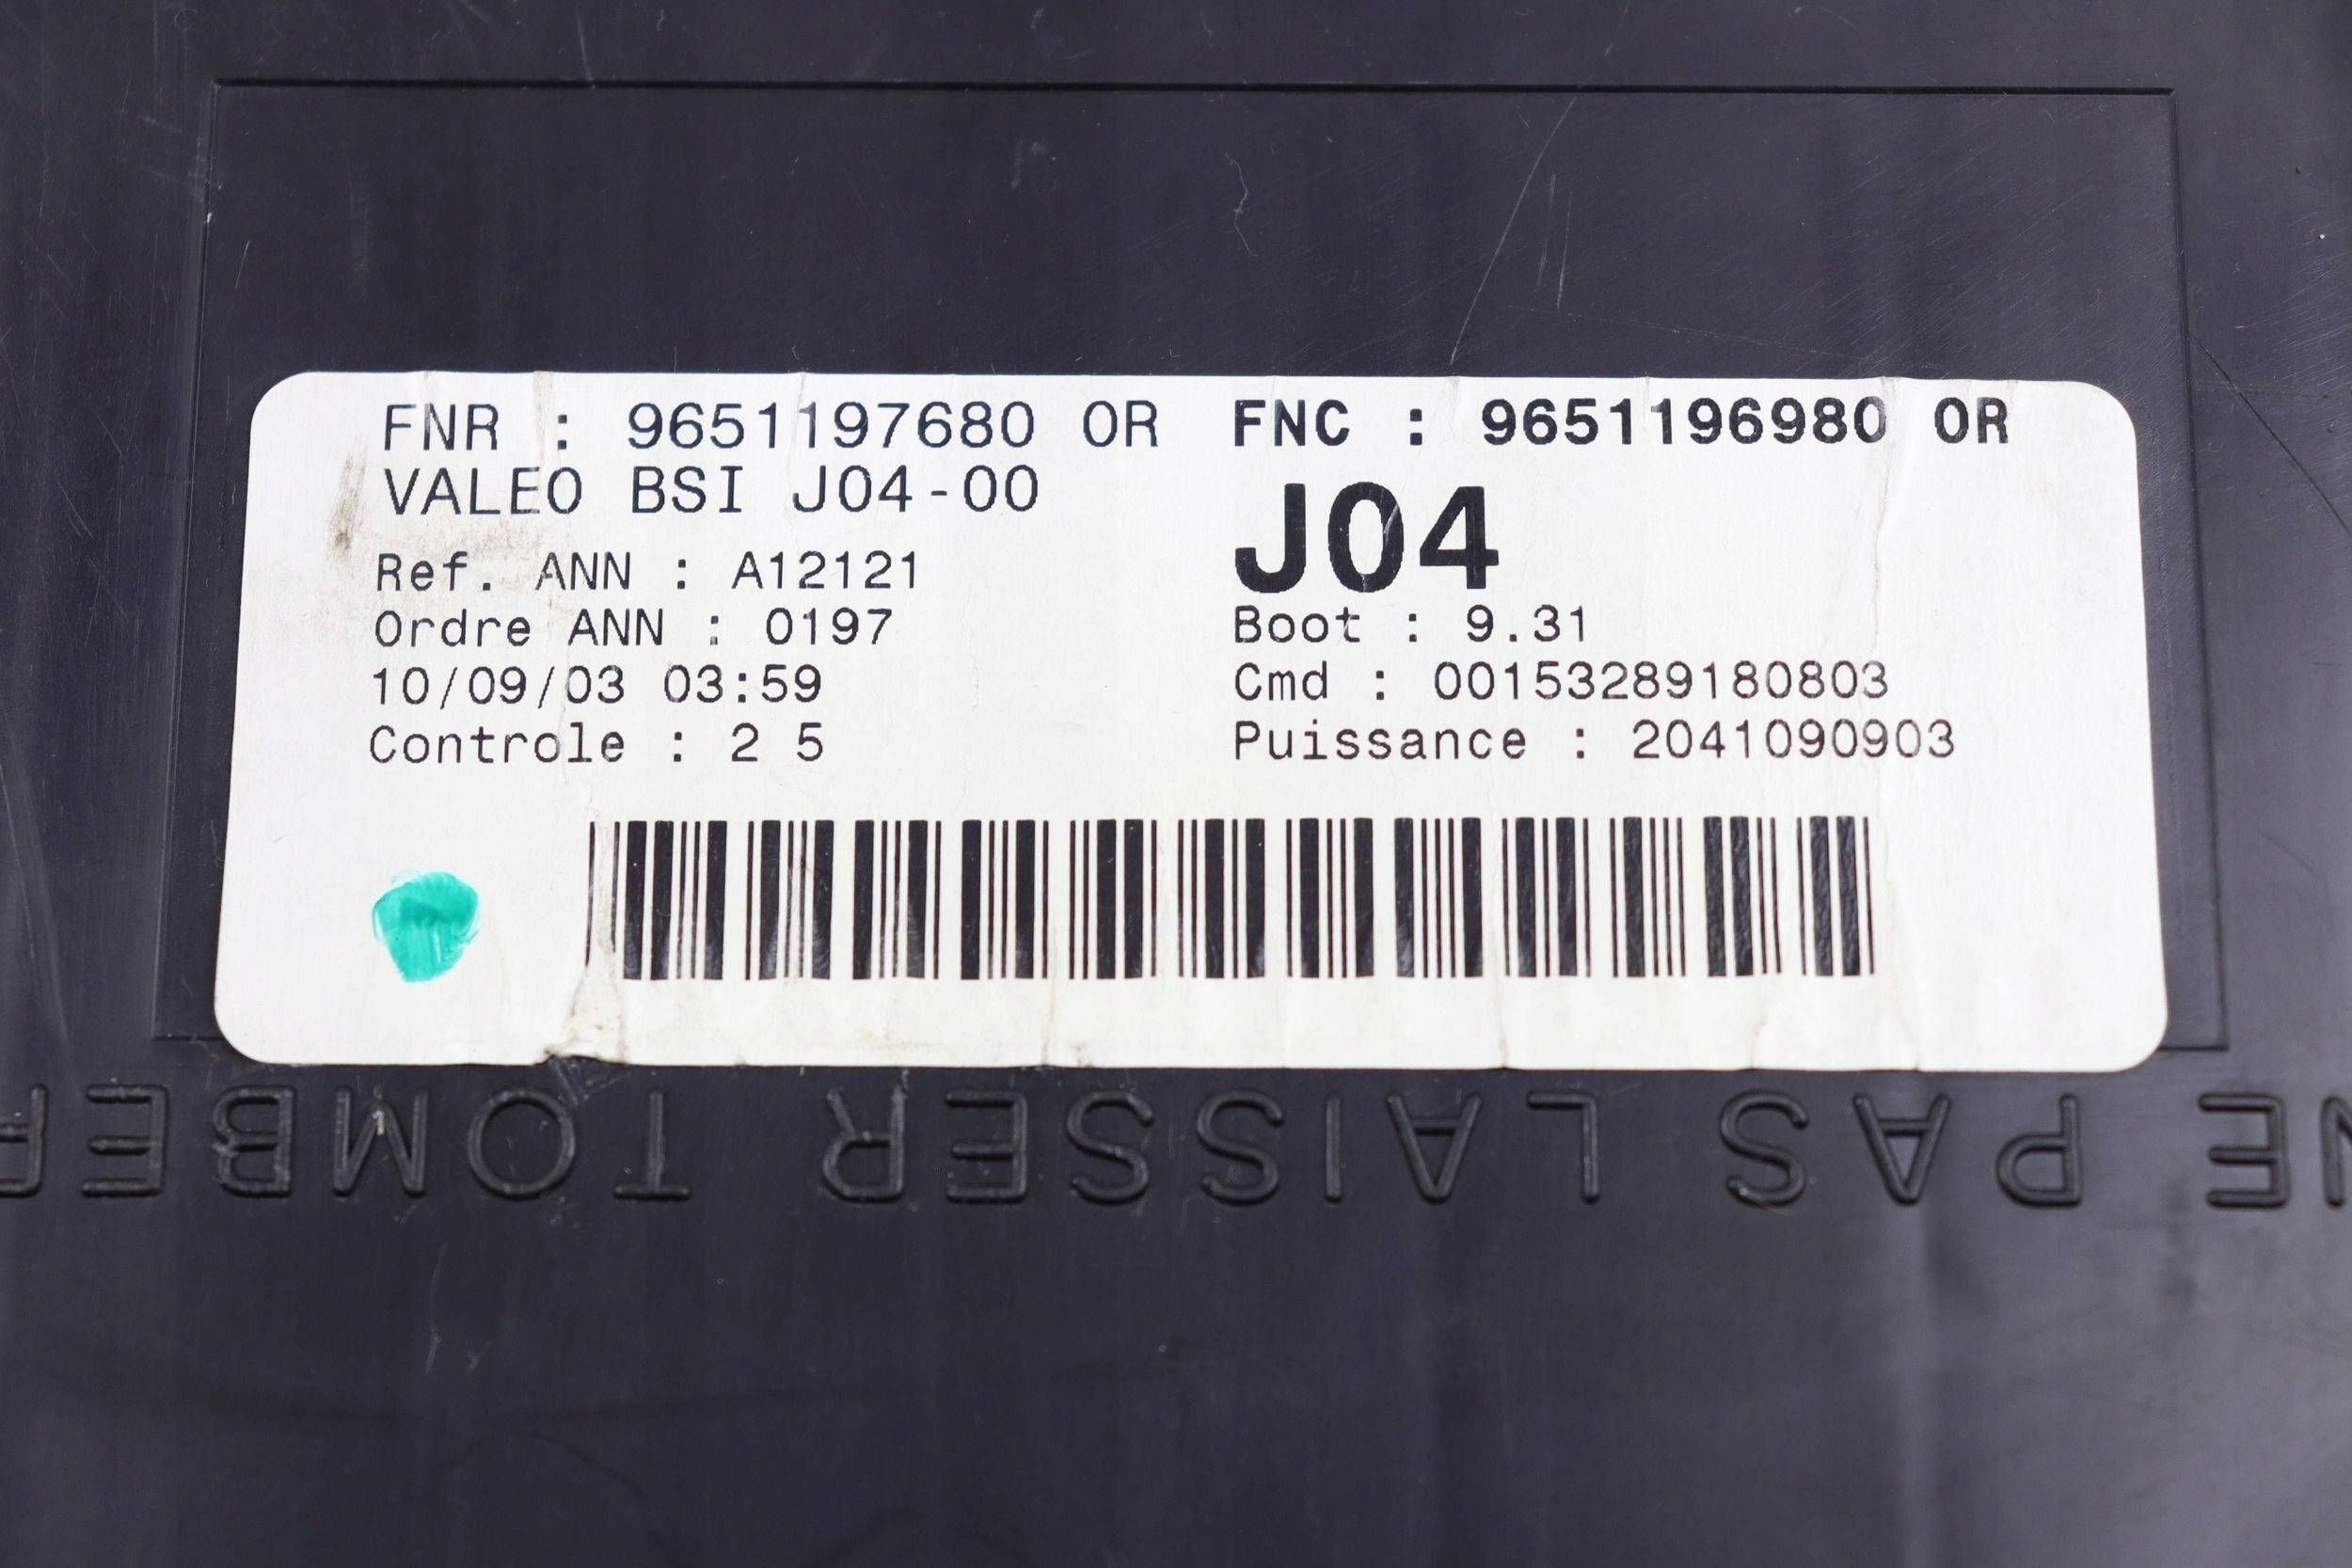 FNR : 9651197680 OR FNC : 9651196980 OR
VALEO BSI J04-00
J04
Ref. ANN : A12121
Ordre ANN : 0197
Boot : 9.31
10/09/03 03:59
Cmd : 00153289180803
Controle : 2 5
Puissance : 2041090903
NE PAS LAISSER TOMBER